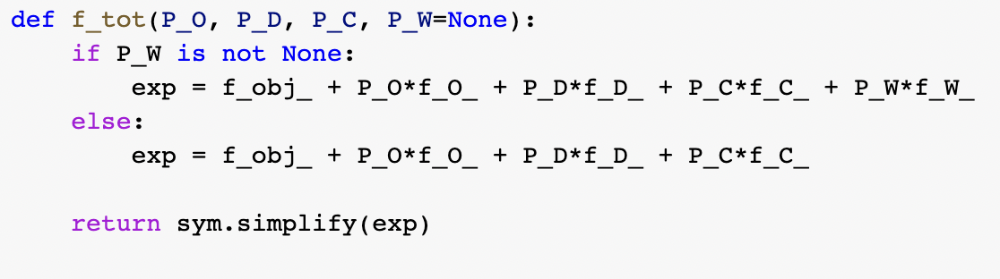 def f_tot(P_O, P_D, P_C, P_W=None):
    if P_W is not None:
        exp = f_obj_ + P_O*f_O_ + P_D*f_D_ + P_C*f_C_ + P_W*f_W_
    else:
        exp = f_obj_ + P_O*f_O_ + P_D*f_D_ + P_C*f_C_
    return sym.simplify(exp)